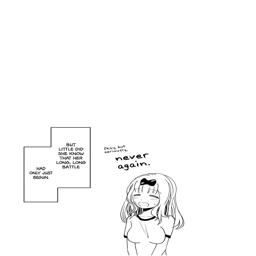 BUT
LITTLE DID
SHE KNOW
THAT HER
LONG, LONG
BATTLE
HAD
ONLY JUST
BEGUN.
never
again.